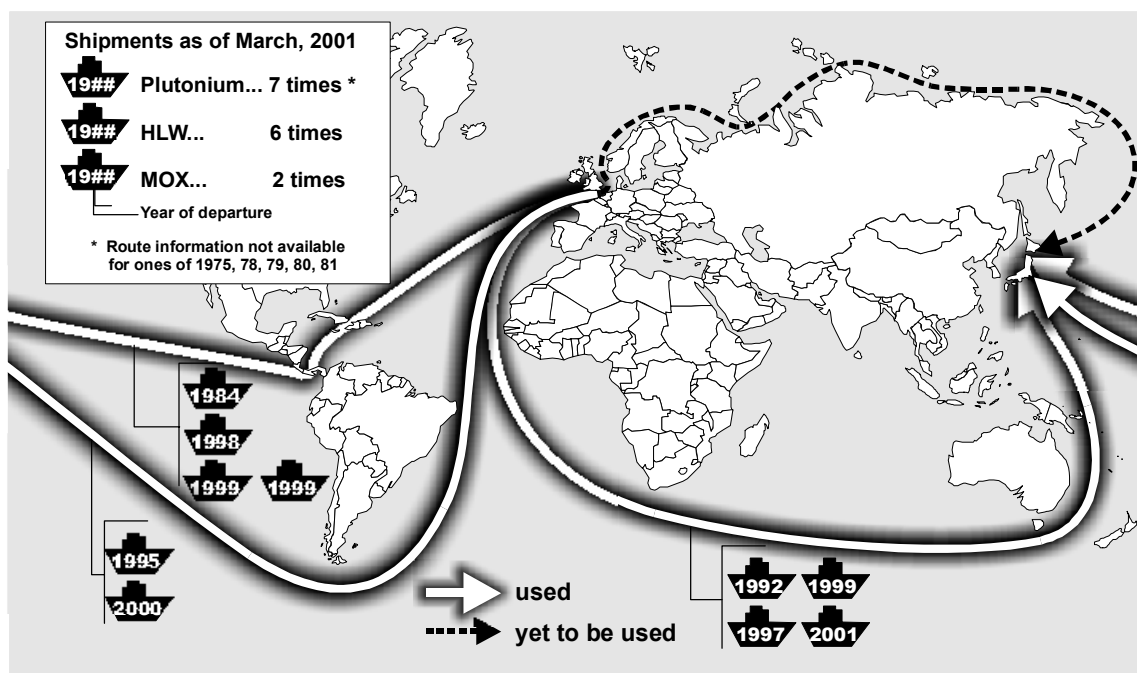 Shipments as of March, 2001
19## Plutonium... 7 times *
19## HLW... 6 times
19## MOX... 2 times
Year of departure
* Route information not available
for ones of 1975, 78, 79, 80, 81
1984
1998
1999 1999
1995
2000
used
yet to be used
1992 1999
1997 2001